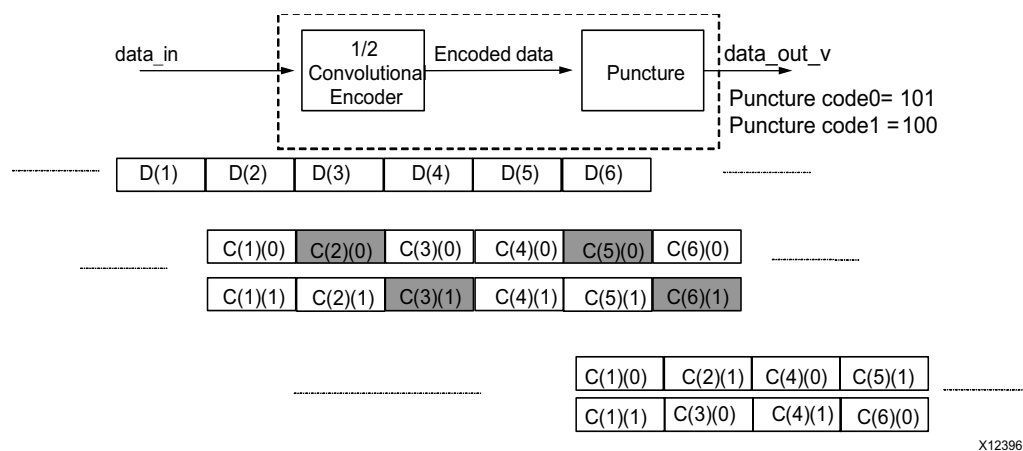 data_in
1/2
Convolutional
Encoder
Encoded data
Puncture
data_out_v
Puncture code0= 101
Puncture code1 =100
D(1) D(2) D(3) D(4) D(5) D(6)
C(1)(0) C(2)(0) C(3)(0) C(4)(0) C(5)(0) C(6)(0)
C(1)(1) C(2)(1) C(3)(1) C(4)(1) C(5)(1) C(6)(1)
C(1)(0) C(2)(1) C(4)(0) C(5)(1)
C(1)(1) C(3)(0) C(4)(1) C(6)(0)
X12396